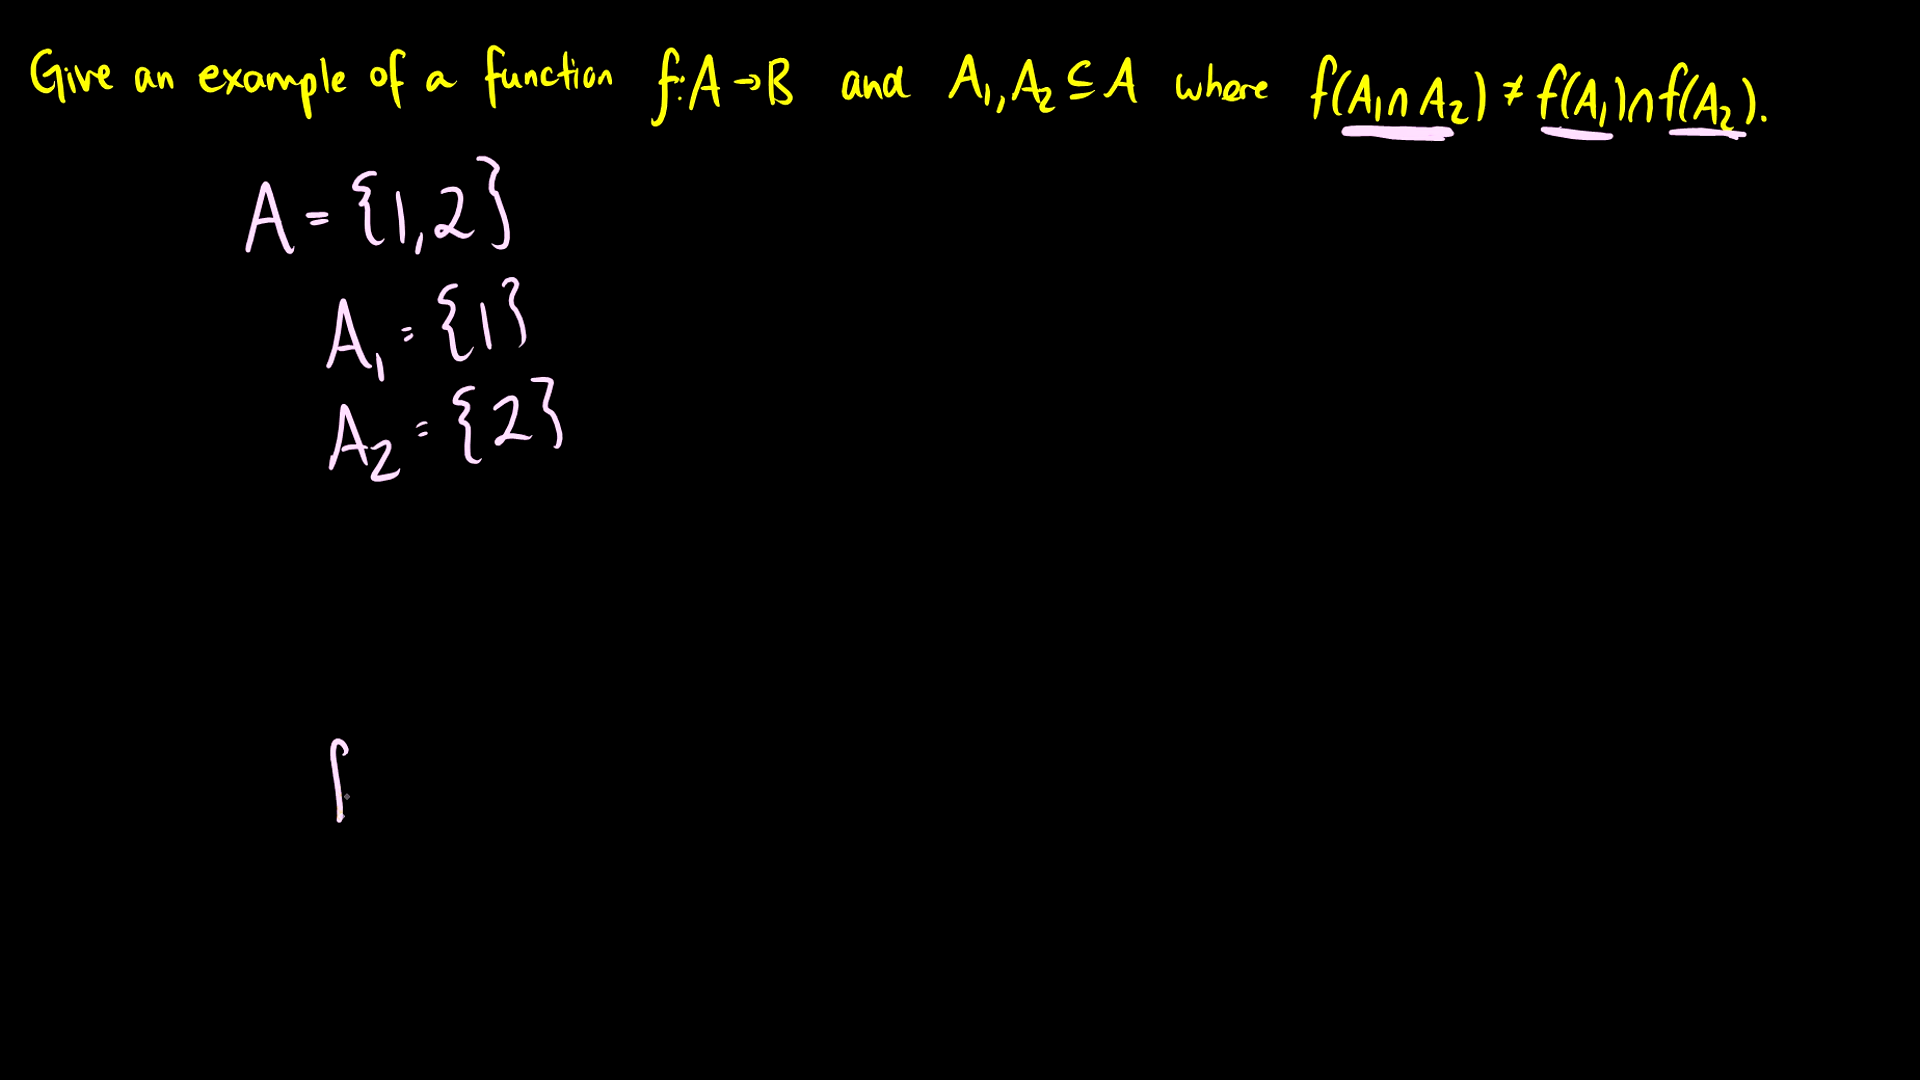 Give an example of a function f: A → B and A₁, A₂ ⊆ A where f(A₁ ∩ A₂) ≠ f(A₁) ∩ f(A₂).
A = {1, 2}
A₁ = {1}
A₂ = {2}
f